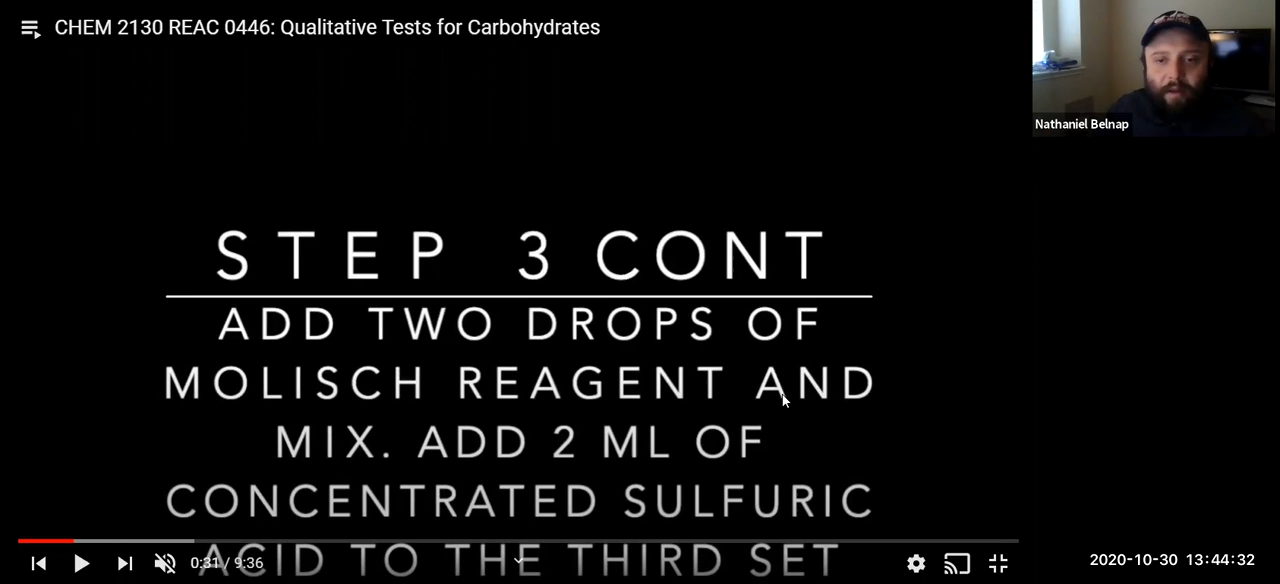 CHEM 2130 REAC 0446: Qualitative Tests for Carbohydrates
Nathaniel Belnap
STEP 3 CONT
ADD TWO DROPS OF
MOLISCH REAGENT AND
MIX. ADD 2 ML OF
CONCENTRATED SULFURIC
ACID TO THE THIRD SET
0:31 / 9:36
2020-10-30 13:44:32